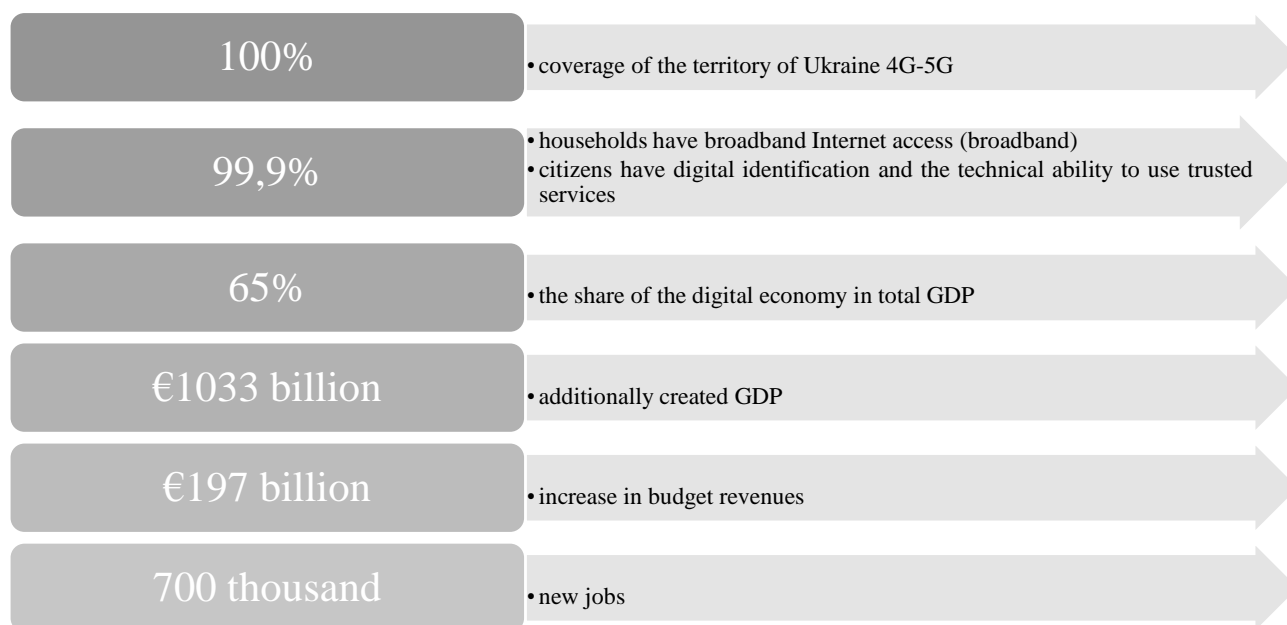 100%
• coverage of the territory of Ukraine 4G-5G
99,9%
• households have broadband Internet access (broadband)
• citizens have digital identification and the technical ability to use trusted
services
65%
• the share of the digital economy in total GDP
€1033 billion
• additionally created GDP
€197 billion
• increase in budget revenues
700 thousand
• new jobs